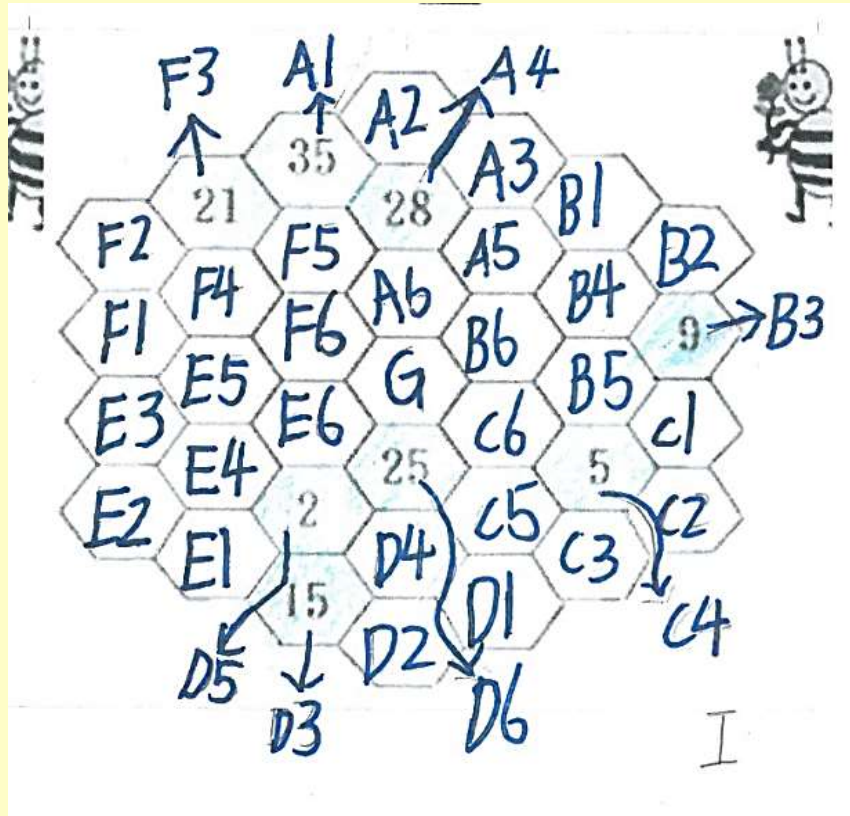 F3 A1 A4
A2
35 A3
21 28 B1
F2 F5 A5 B2
F4 A6 B4
F1 F6 B6 9 B3
E5 G B5
E3 E6 C6 C1
E4 25 5
E2 2 C5 C2
E1 D4 C3
15 D1 C4
D5 D2
D3 D6
I